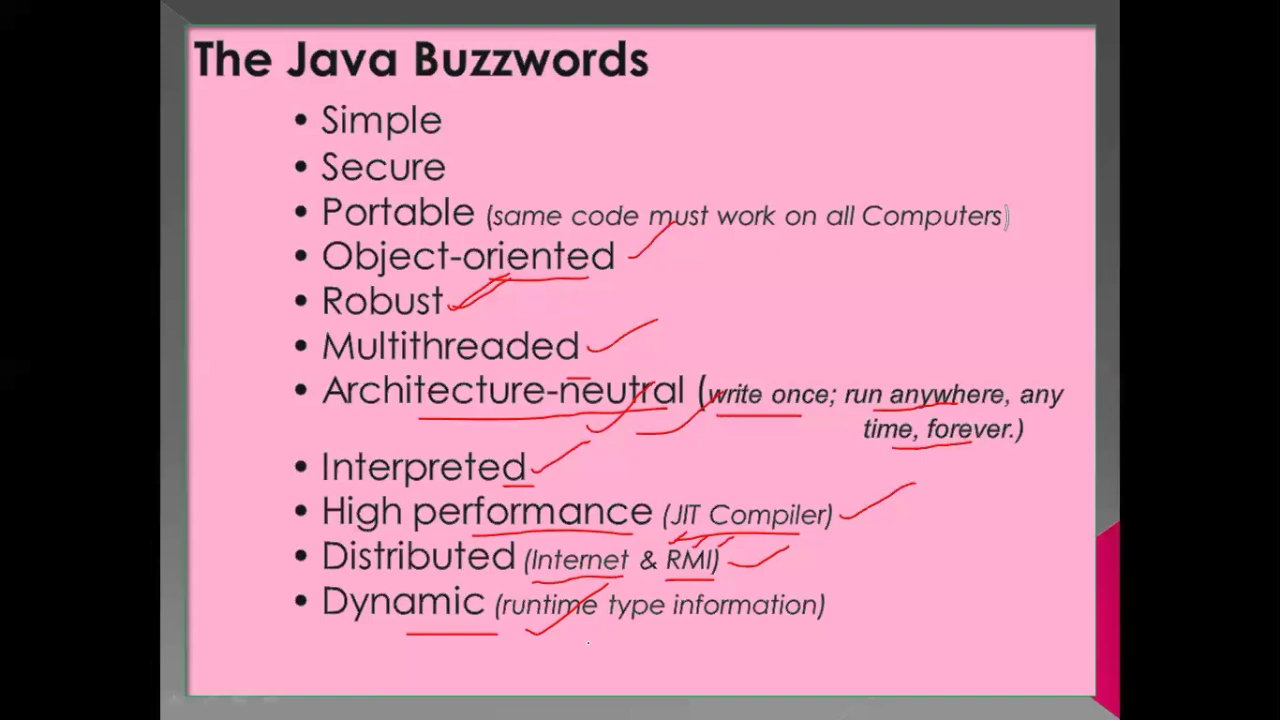 The Java Buzzwords
• Simple
• Secure
• Portable (same code must work on all Computers)
• Object-oriented
• Robust
• Multithreaded
• Architecture-neutral (write once; run anywhere, any
time, forever.)
• Interpreted
• High performance (JIT Compiler)
• Distributed (Internet & RMI)
• Dynamic (runtime type information)